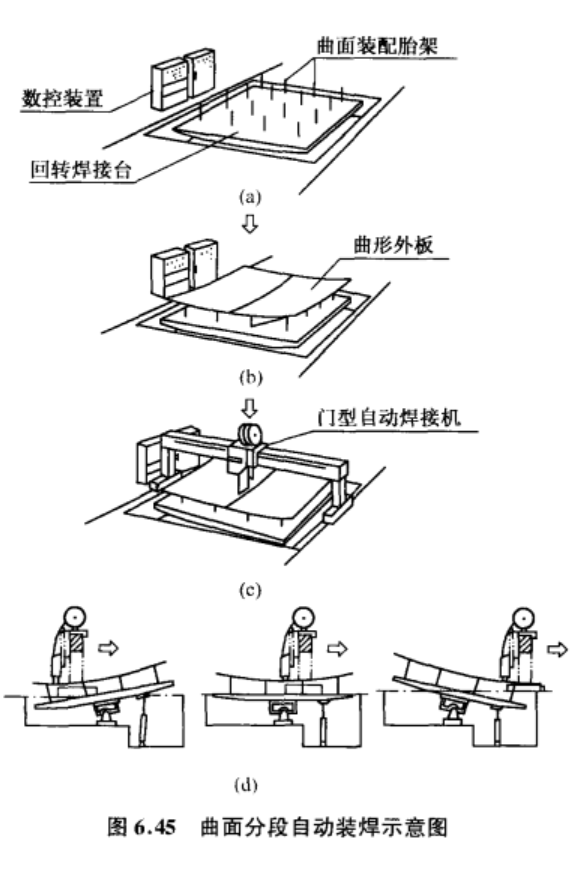 曲面装配胎架
数控装置
回转焊接台
(a)
曲形外板
(b)
门型自动焊接机
(c)
(d)
图 6.45 曲面分段自动装焊示意图